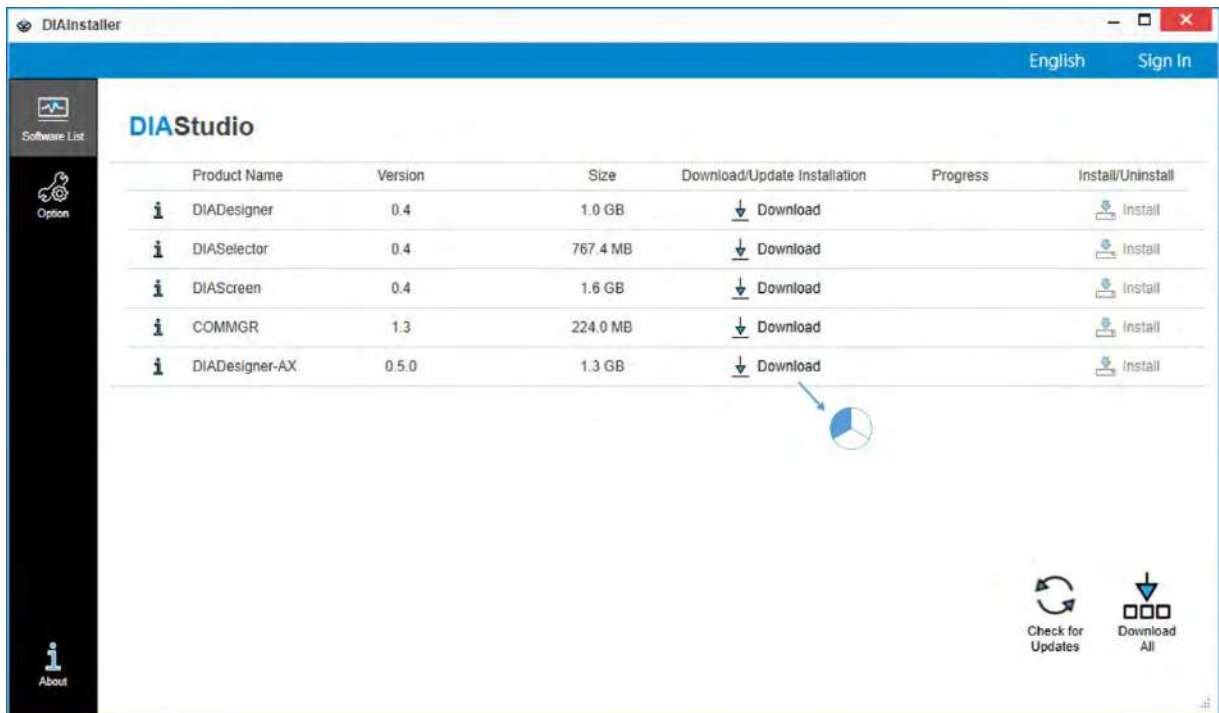 DIAInstaller
English Sign In
Software List
DIAStudio
Product Name Version Size Download/Update Installation Progress Install/Uninstall
Option
i DIADesigner 0.4 1.0 GB Download Install
i DIASelector 0.4 767.4 MB Download Install
i DIAScreen 0.4 1.6 GB Download Install
i COMMGR 1.3 224.0 MB Download Install
i DIADesigner-AX 0.5.0 1.3 GB Download Install
Check for
Updates
Download
All
i
About